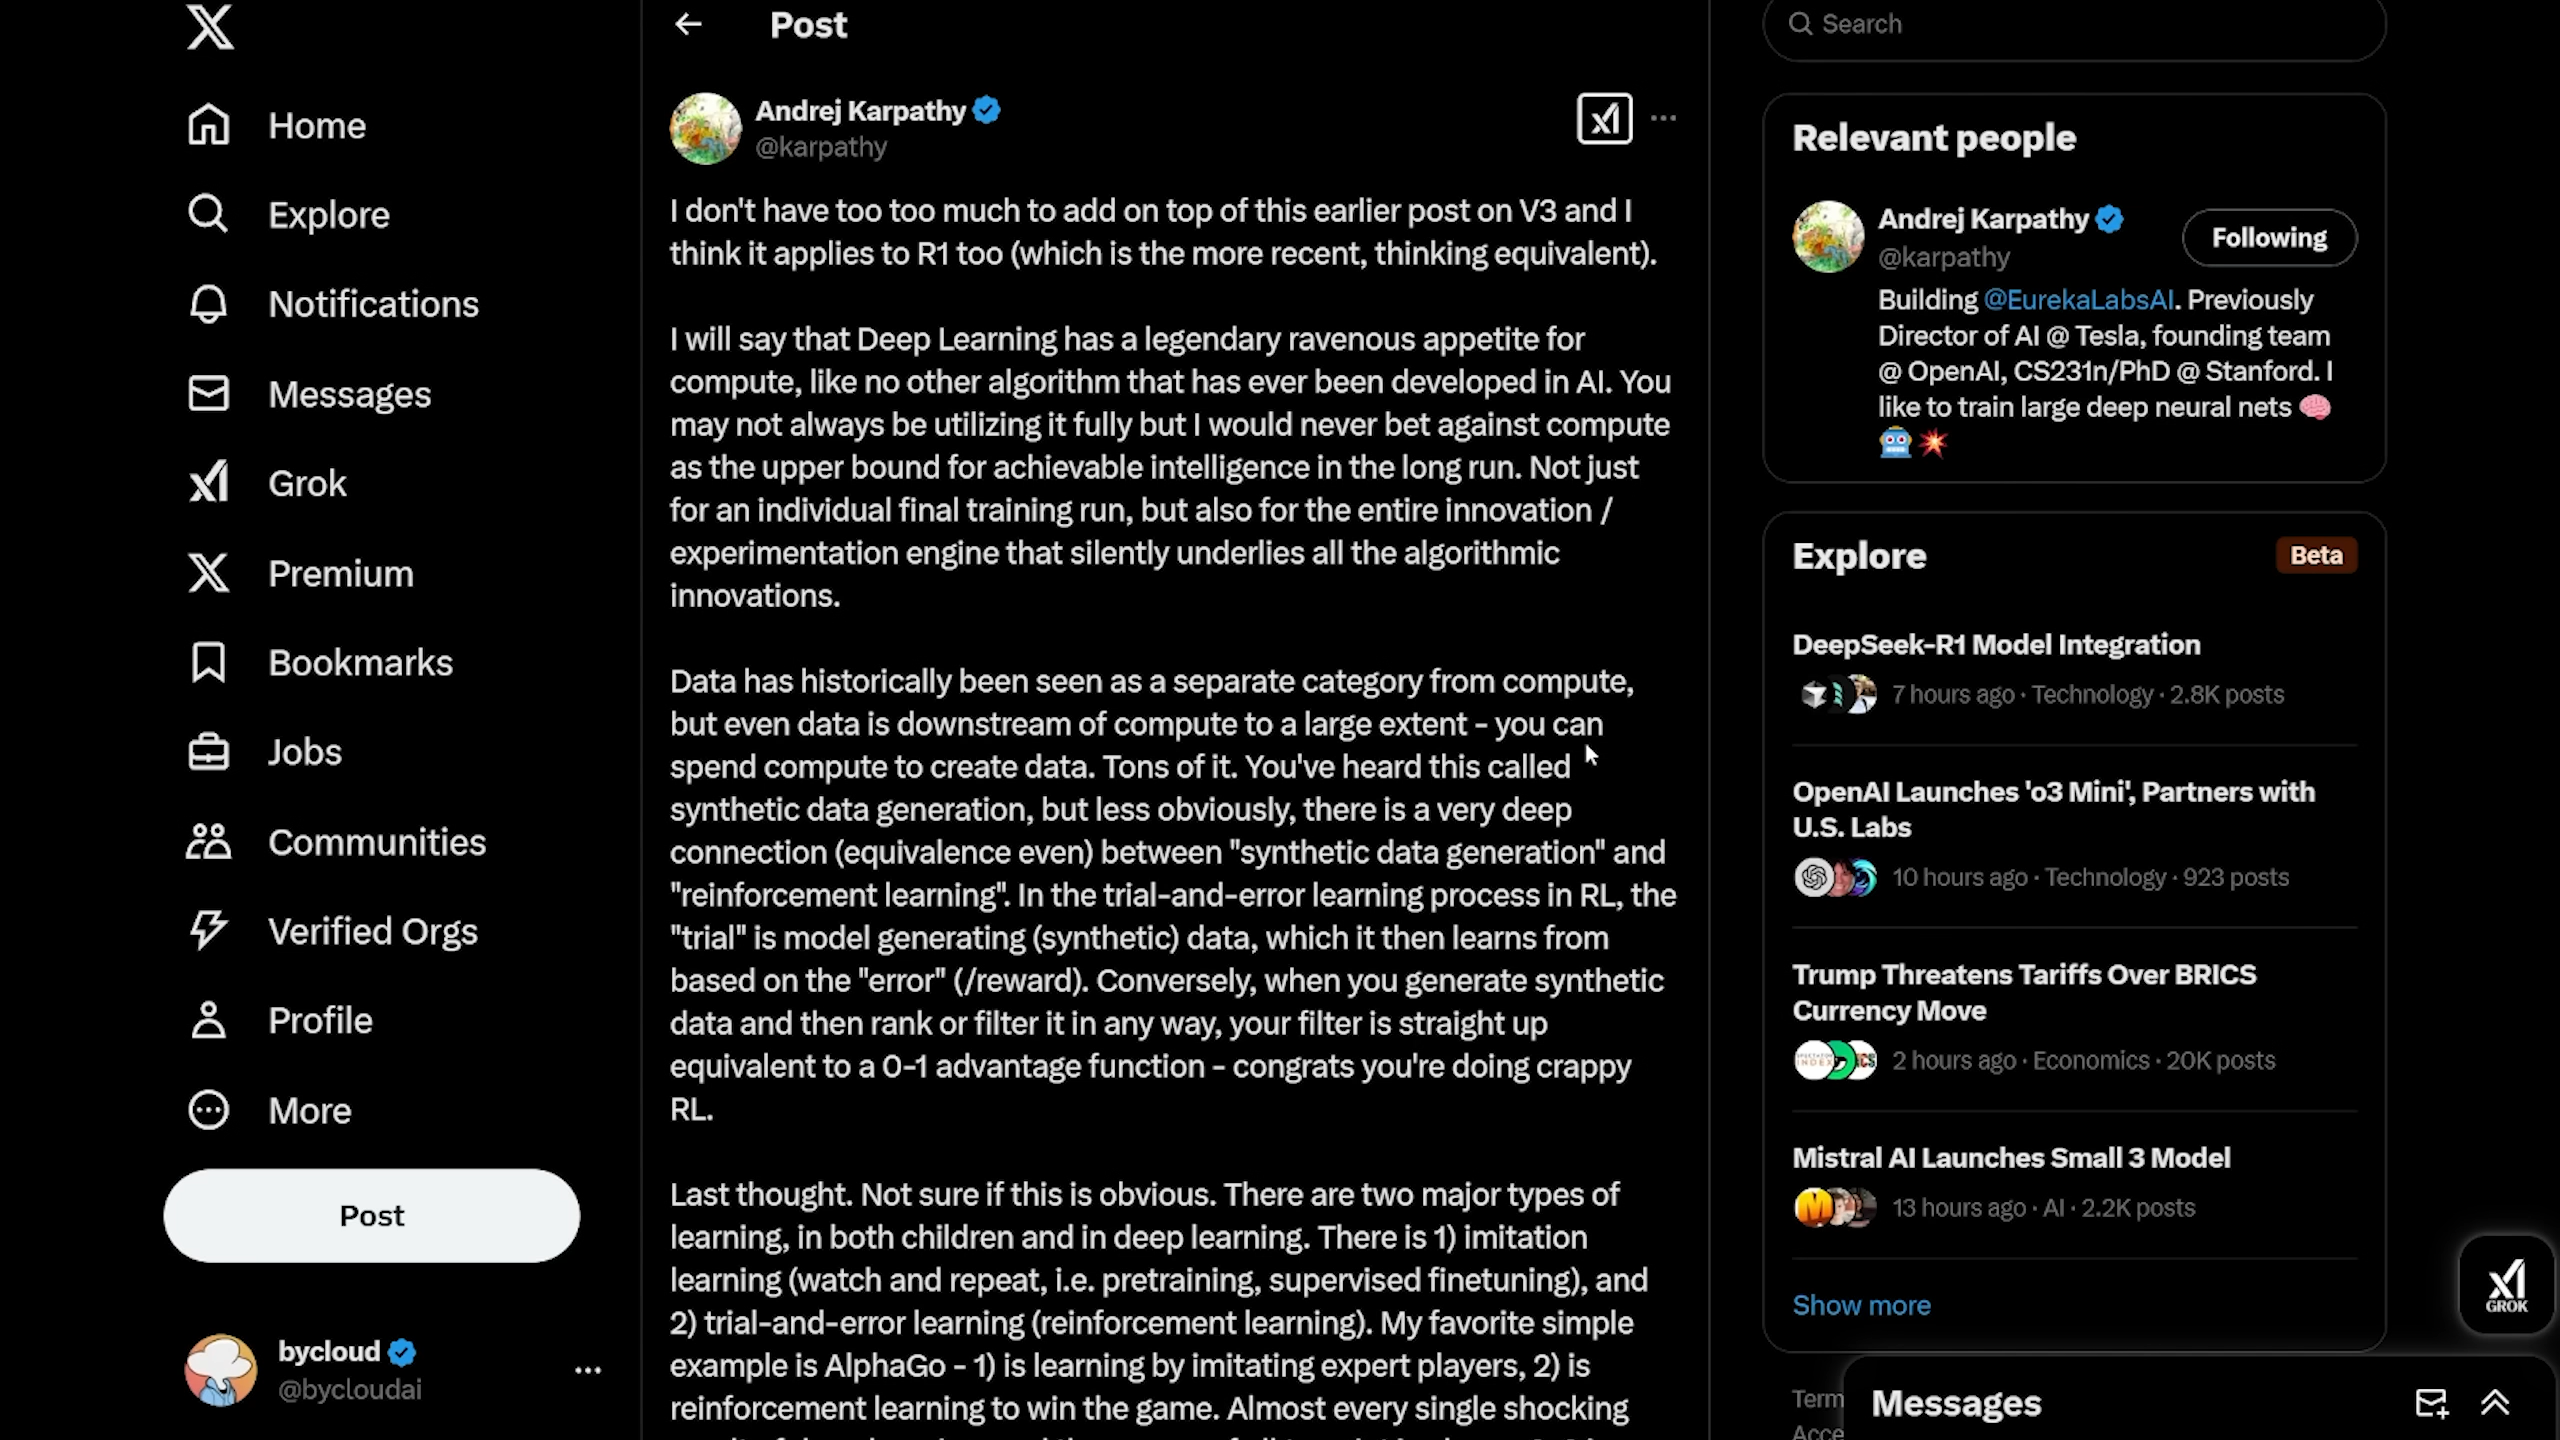 Home
Explore
Notifications
Messages
Grok
Premium
Bookmarks
Jobs
Communities
Verified Orgs
Profile
More
Post
bycloud
@bycloudai
Post
Andrej Karpathy
@karpathy
I don't have too too much to add on top of this earlier post on V3 and I
think it applies to R1 too (which is the more recent, thinking equivalent).
I will say that Deep Learning has a legendary ravenous appetite for
compute, like no other algorithm that has ever been developed in AI. You
may not always be utilizing it fully but I would never bet against compute
as the upper bound for achievable intelligence in the long run. Not just
for an individual final training run, but also for the entire innovation /
experimentation engine that silently underlies all the algorithmic
innovations.
Data has historically been seen as a separate category from compute,
but even data is downstream of compute to a large extent - you can
spend compute to create data. Tons of it. You've heard this called
synthetic data generation, but less obviously, there is a very deep
connection (equivalence even) between "synthetic data generation" and
"reinforcement learning". In the trial-and-error learning process in RL, the
"trial" is model generating (synthetic) data, which it then learns from
based on the "error" (/reward). Conversely, when you generate synthetic
data and then rank or filter it in any way, your filter is straight up
equivalent to a 0-1 advantage function - congrats you're doing crappy
RL.
Last thought. Not sure if this is obvious. There are two major types of
learning, in both children and in deep learning. There is 1) imitation
learning (watch and repeat, i.e. pretraining, supervised finetuning), and
2) trial-and-error learning (reinforcement learning). My favorite simple
example is AlphaGo - 1) is learning by imitating expert players, 2) is
reinforcement learning to win the game. Almost every single shocking
Search
Relevant people
Andrej Karpathy
@karpathy
Following
Building @EurekaLabsAI. Previously
Director of AI @ Tesla, founding team
@ OpenAI, CS231n/PhD @ Stanford. I
like to train large deep neural nets 🧠
🤖💥
Explore
Beta
DeepSeek-R1 Model Integration
7 hours ago · Technology · 2.8K posts
OpenAI Launches 'o3 Mini', Partners with
U.S. Labs
10 hours ago · Technology · 923 posts
Trump Threatens Tariffs Over BRICS
Currency Move
2 hours ago · Economics · 20K posts
Mistral AI Launches Small 3 Model
13 hours ago · AI · 2.2K posts
Show more
GROK
Term
Messages